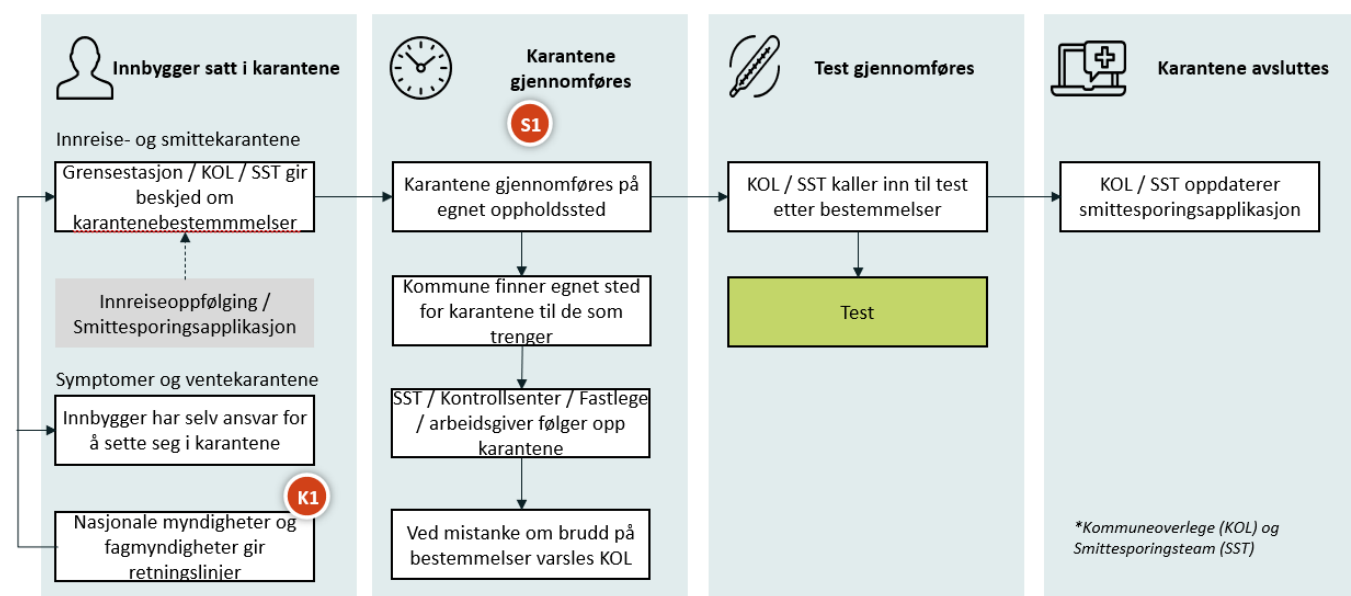 Innbygger satt i karantene
Innreise- og smittekarantene
Grensestasjon / KOL / SST gir
beskjed om
karantenebestemmmelser
Innreiseoppfølging /
Smittesporingsapplikasjon
Symptomer og ventekarantene
Innbygger har selv ansvar for
å sette seg i karantene
K1
Nasjonale myndigheter og
fagmyndigheter gir
retningslinjer
Karantene
gjennomføres
S1
Karantene gjennomføres på
egnet oppholdssted
Kommune finner egnet sted
for karantene til de som
trenger
SST / Kontrollsenter / Fastlege
/ arbeidsgiver følger opp
karantene
Ved mistanke om brudd på
bestemmelser varsles KOL
Test gjennomføres
KOL / SST kaller inn til test
etter bestemmelser
Test
Karantene avsluttes
KOL / SST oppdaterer
smittesporingsapplikasjon
*Kommuneoverlege (KOL) og
Smittesporingsteam (SST)